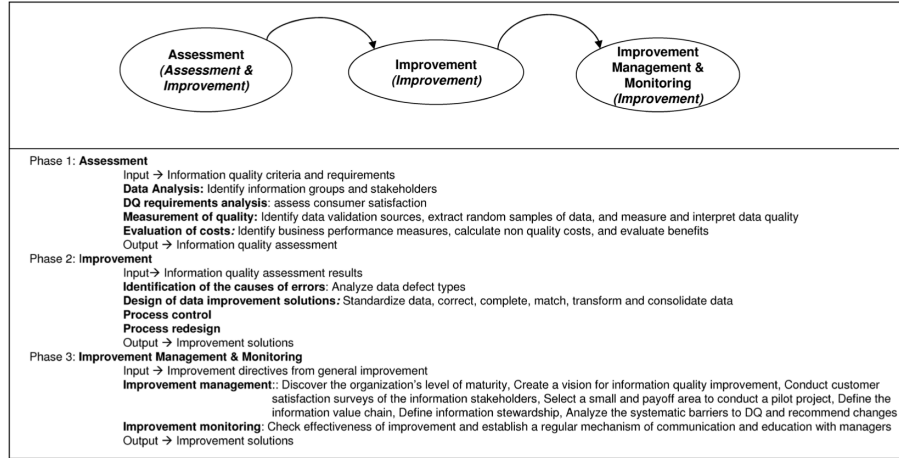 Assessment
(Assessment &
Improvement)
Improvement
(Improvement)
Improvement
Management &
Monitoring
(Improvement)
Phase 1: Assessment
Input → Information quality criteria and requirements
Data Analysis: Identify information groups and stakeholders
DQ requirements analysis: assess consumer satisfaction
Measurement of quality: Identify data validation sources, extract random samples of data, and measure and interpret data quality
Evaluation of costs: Identify business performance measures, calculate non quality costs, and evaluate benefits
Output → Information quality assessment
Phase 2: Improvement
Input→ Information quality assessment results
Identification of the causes of errors: Analyze data defect types
Design of data improvement solutions: Standardize data, correct, complete, match, transform and consolidate data
Process control
Process redesign
Output → Improvement solutions
Phase 3: Improvement Management & Monitoring
Input → Improvement directives from general improvement
Improvement management:: Discover the organization's level of maturity, Create a vision for information quality improvement, Conduct customer
satisfaction surveys of the information stakeholders, Select a small and payoff area to conduct a pilot project, Define the
information value chain, Define information stewardship, Analyze the systematic barriers to DQ and recommend changes
Improvement monitoring: Check effectiveness of improvement and establish a regular mechanism of communication and education with managers
Output → Improvement solutions